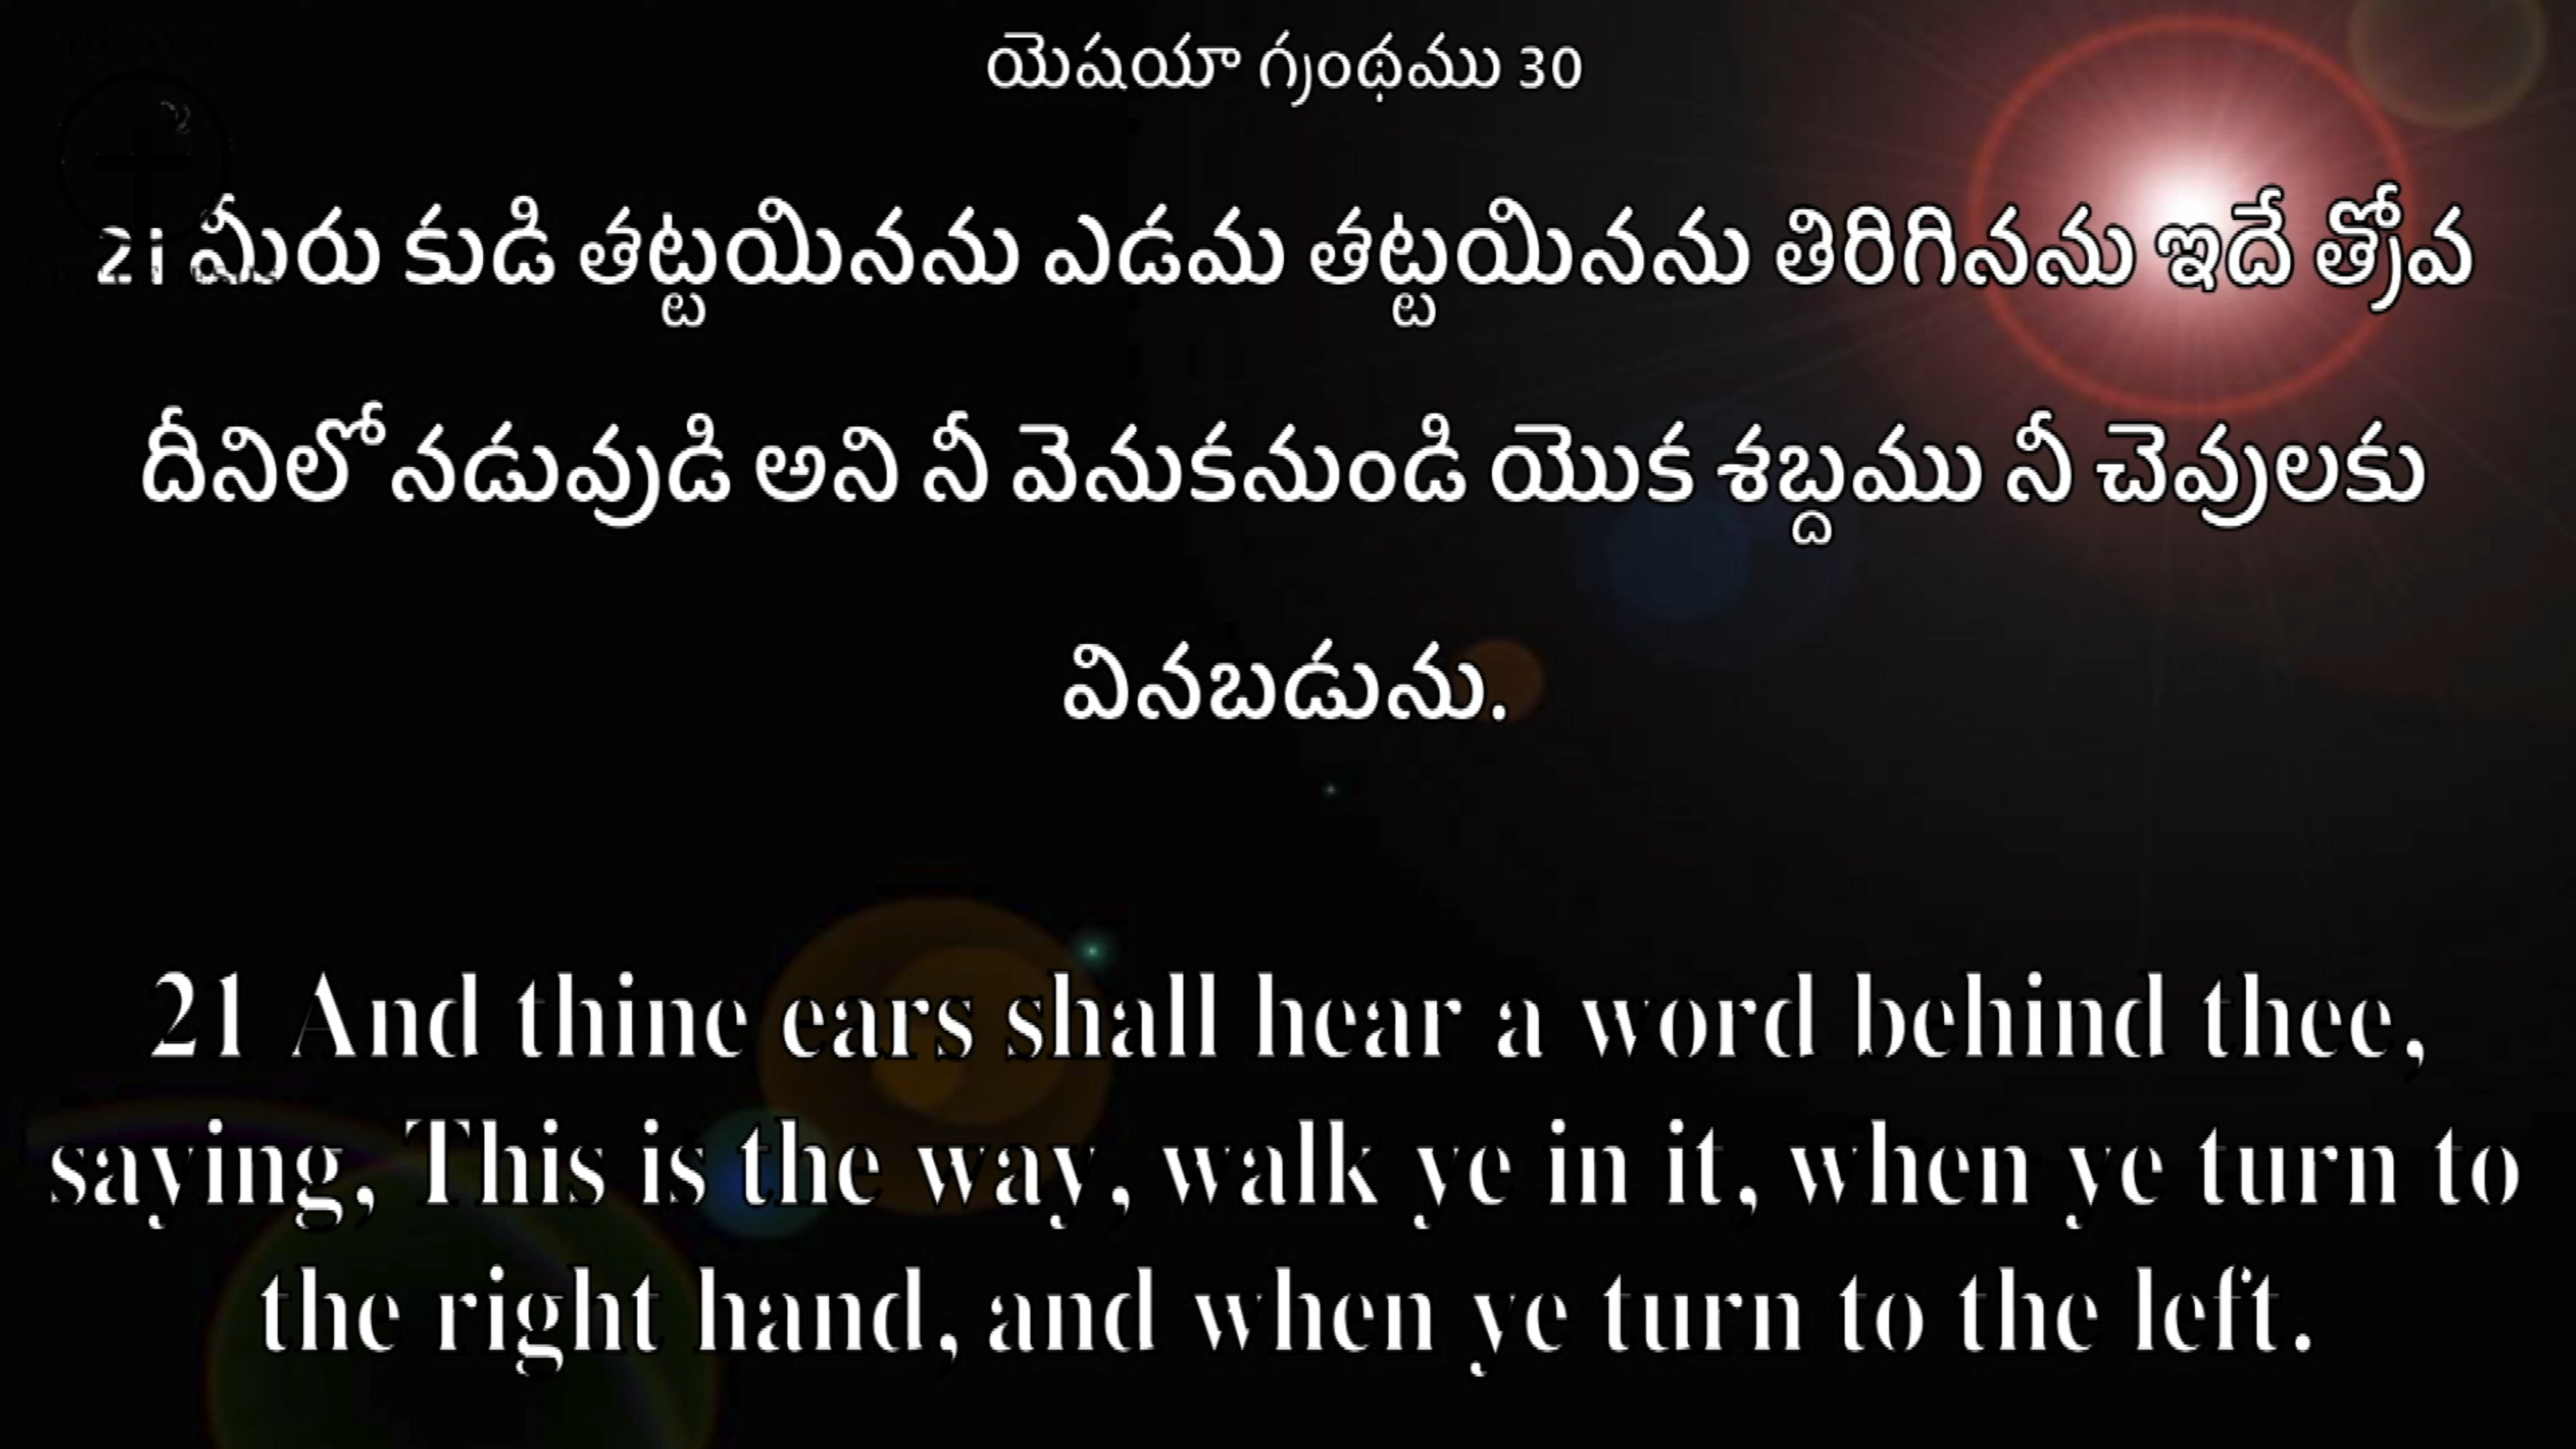 యెషయా గ్రంథము 30
21 మీరు కుడి తట్టయినను ఎడమ తట్టయినను తిరిగినను ఇదే త్రోవ
దీనిలో నడువుడి అని నీ వెనుకనుండి యొక శబ్దము నీ చెవులకు
వినబడును.
21 And thine ears shall hear a word behind thee,
saying, This is the way, walk ye in it, when ye turn to
the right hand, and when ye turn to the left.